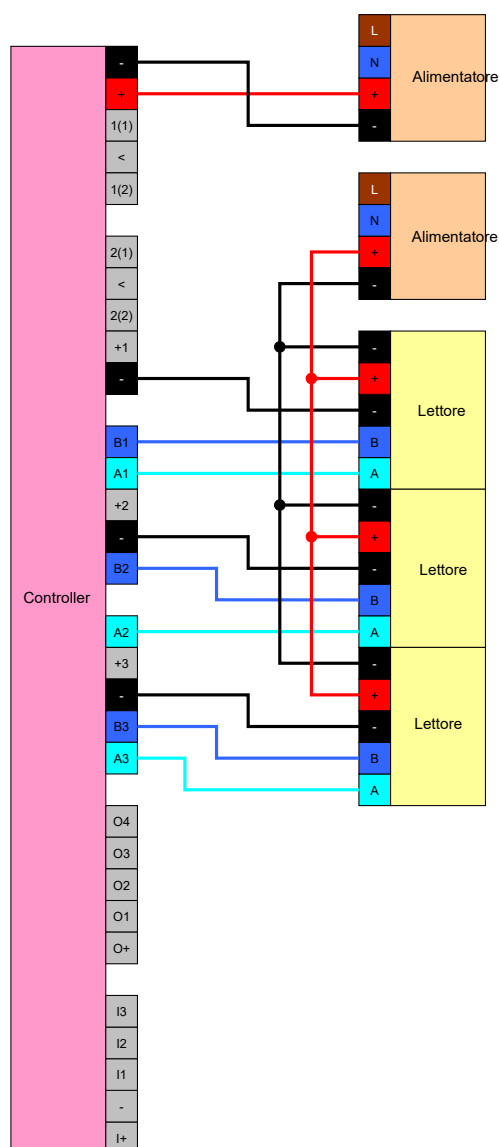 Controller
-
+
1(1)
<
1(2)
2(1)
<
2(2)
+1
-
B1
A1
+2
-
B2
A2
+3
-
B3
A3
O4
O3
O2
O1
O+
I3
I2
I1
-
I+
L
N
+
-
Alimentatore
L
N
+
-
Alimentatore
-
+
-
B
A
Lettore
-
+
-
B
A
Lettore
-
+
-
B
A
Lettore